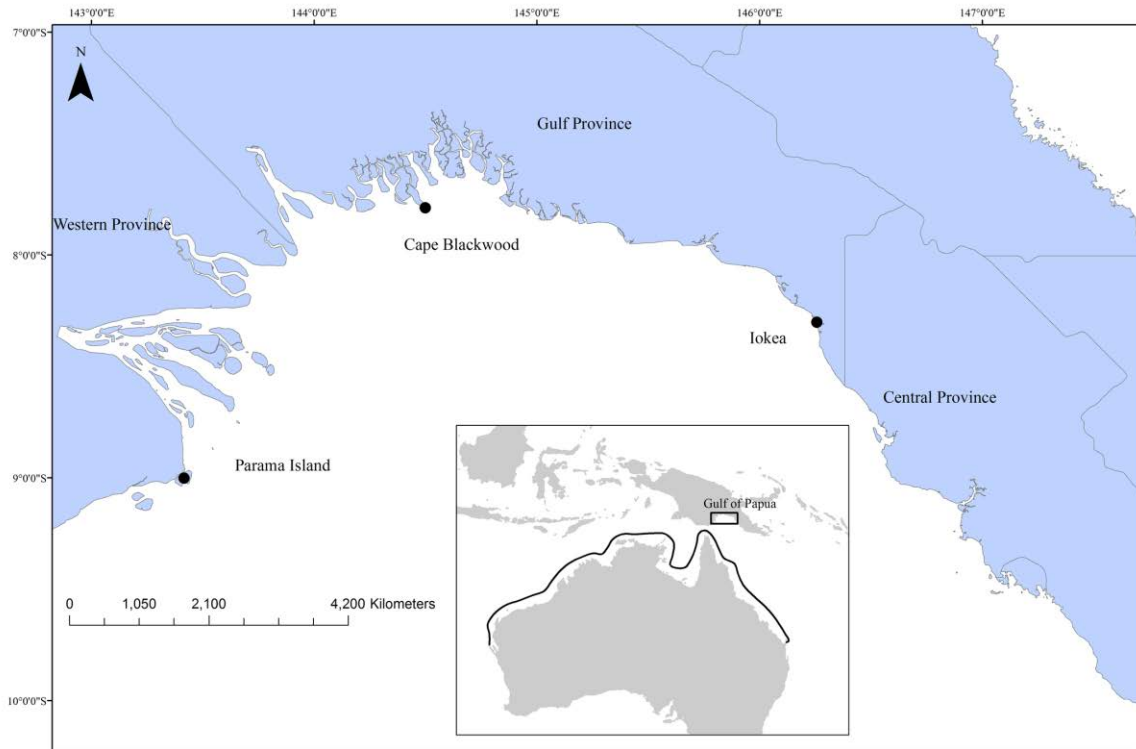 143°0'0"E
144°0'0"E
145°0'0"E
146°0'0"E
147°0'0"E
7°0'0"S
N
Gulf Province
Western Province
8°0'0"S
Cape Blackwood
Iokea
Central Province
Parama Island
9°0'0"S
Gulf of Papua
0 1,050 2,100 4,200 Kilometers
10°0'0"S